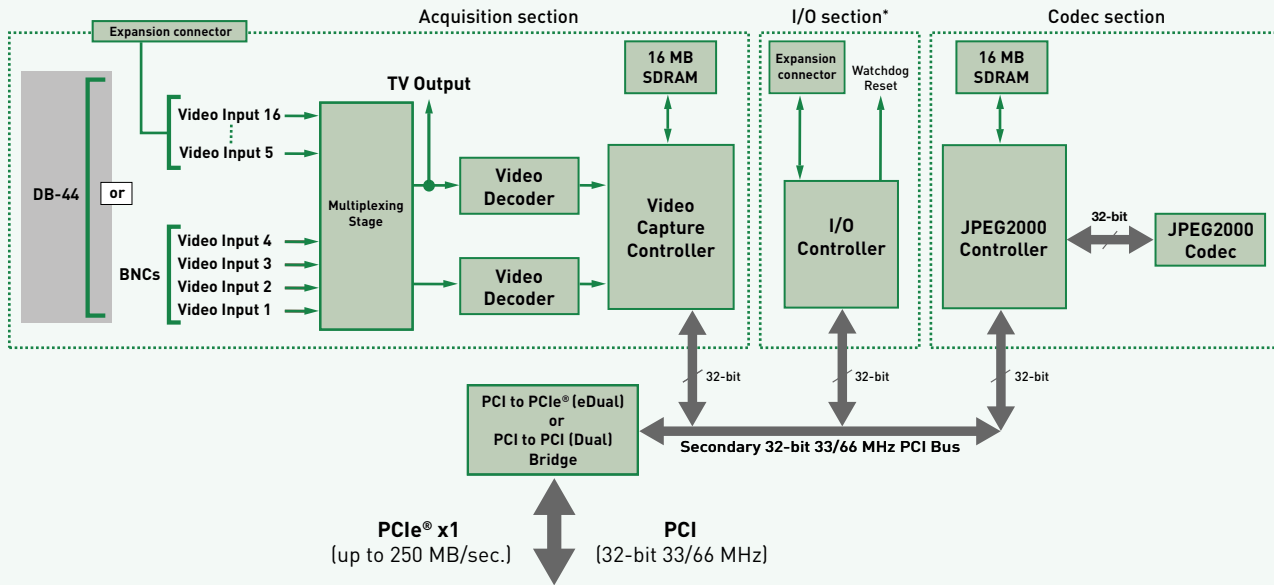 Acquisition section
I/O section*
Codec section
Expansion connector
16 MB
SDRAM
Expansion
connector
Watchdog
Reset
16 MB
SDRAM
TV Output
Video Input 16
Video Input 5
DB-44
or
Multiplexing
Stage
Video
Decoder
Video
Capture
Controller
I/O
Controller
JPEG2000
Controller
32-bit
JPEG2000
Codec
BNCs
Video Input 4
Video Input 3
Video Input 2
Video Input 1
Video
Decoder
32-bit
32-bit
32-bit
PCI to PCIe® (eDual)
or
PCI to PCI (Dual)
Bridge
Secondary 32-bit 33/66 MHz PCI Bus
PCIe® x1
(up to 250 MB/sec.)
PCI
(32-bit 33/66 MHz)